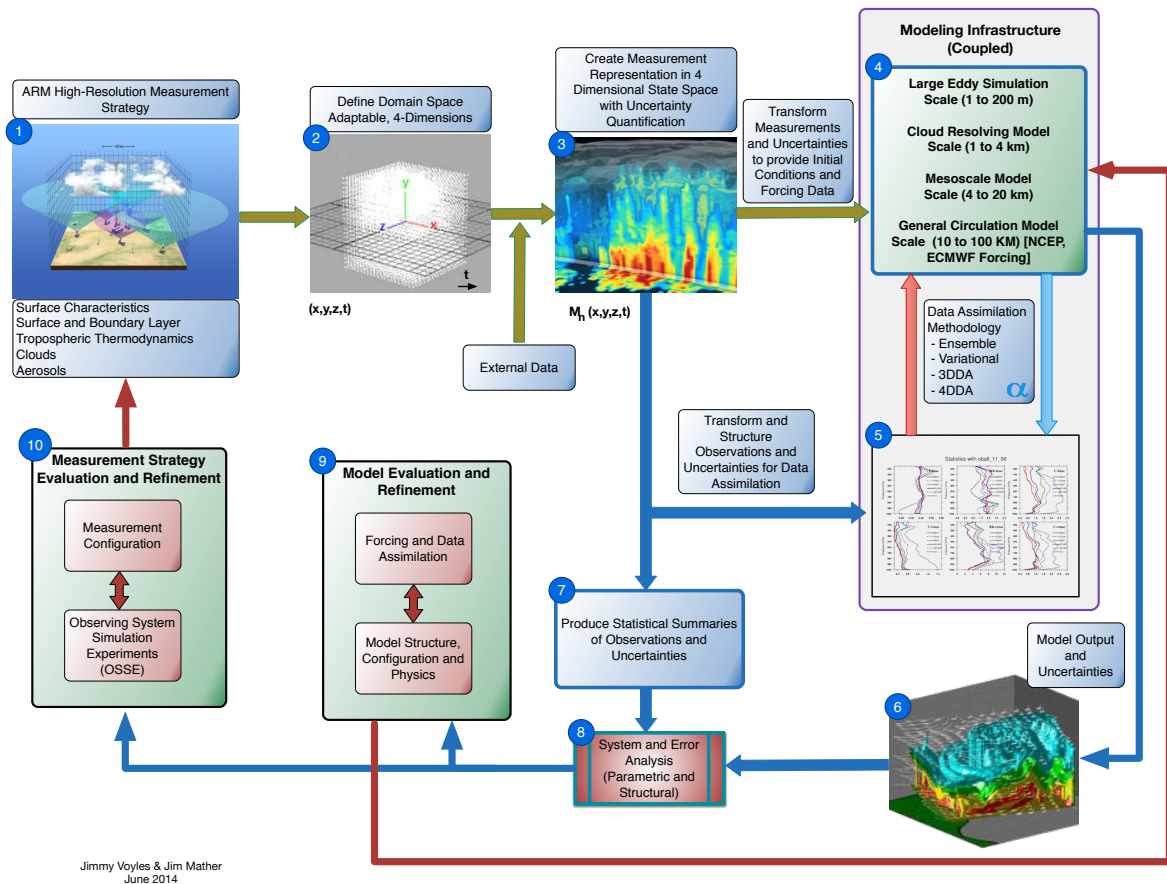 Modeling Infrastructure
(Coupled)
4
Large Eddy Simulation
Scale (1 to 200 m)
Cloud Resolving Model
Scale (1 to 4 km)
Mesoscale Model
Scale (4 to 20 km)
General Circulation Model
Scale (10 to 100 KM) [NCEP,
ECMWF Forcing]
ARM High-Resolution Measurement
Strategy
1
Surface Characteristics
Surface and Boundary Layer
Tropospheric Thermodynamics
Clouds
Aerosols
Define Domain Space
Adaptable, 4-Dimensions
2
y
z
x
t
(x,y,z,t)
External Data
Create Measurement
Representation in 4
Dimensional State Space
with Uncertainty
Quantification
3
Mn (x,y,z,t)
Transform
Measurements
and Uncertainties
to provide Initial
Conditions and
Forcing Data
Data Assimilation
Methodology
- Ensemble
- Variational
- 3DDA
- 4DDA
α
Transform and
Structure
Observations and
Uncertainties for Data
Assimilation
5
Statistics with obs8_11_00
10
Measurement Strategy
Evaluation and Refinement
Measurement
Configuration
Observing System
Simulation
Experiments
(OSSE)
9
Model Evaluation and
Refinement
Forcing and Data
Assimilation
Model Structure,
Configuration and
Physics
7
Produce Statistical Summaries
of Observations and
Uncertainties
Model Output
and
Uncertainties
6
8
System and Error
Analysis
(Parametric and
Structural)
Jimmy Voyles & Jim Mather
June 2014